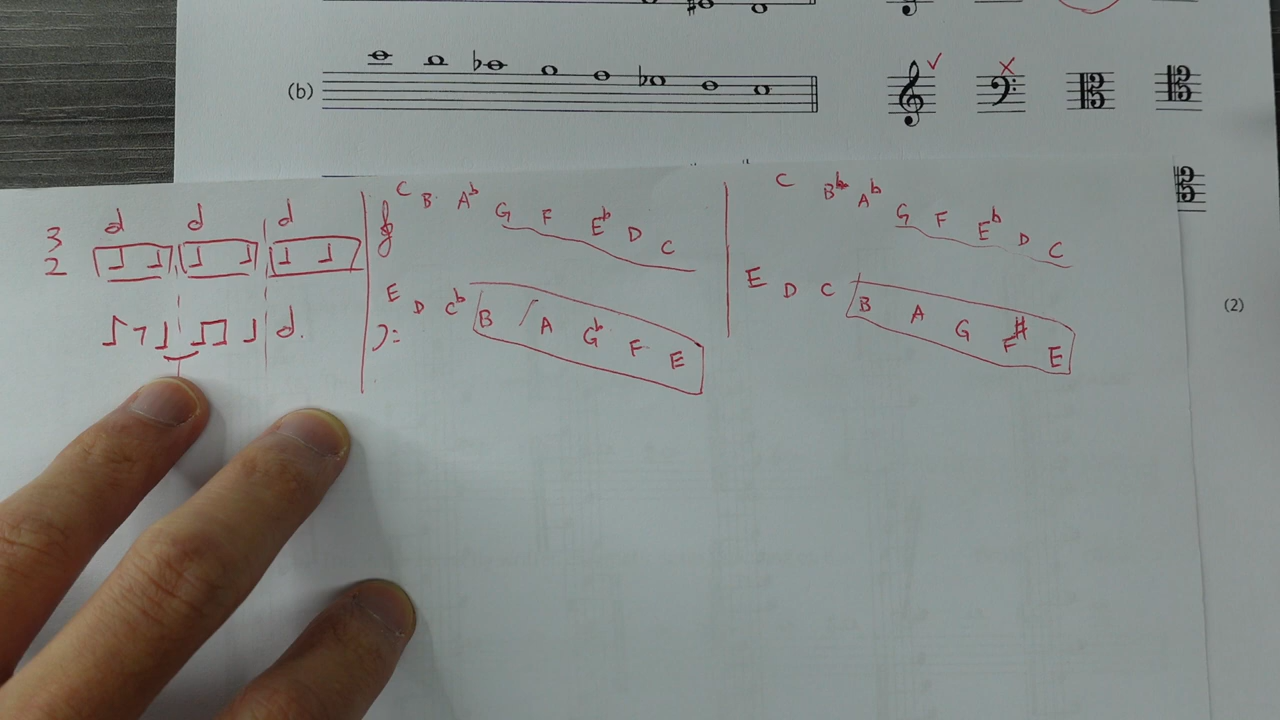 (b)
3
2
C B A♭ G F E♭ D C
E D C♭ B A G♭ F E
C B♭ A♭ G F E♭ D C
E D C B A G F# E
(2)